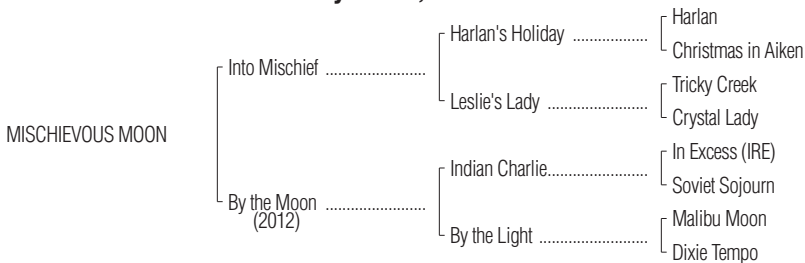 Harlan
Harlan's Holiday ..................
Christmas in Aiken
Into Mischief ........................
Tricky Creek
Leslie's Lady ........................
Crystal Lady
MISCHIEVOUS MOON
In Excess (IRE)
Indian Charlie........................
Soviet Sojourn
By the Moon ........................
(2012)
Malibu Moon
By the Light ..........................
Dixie Tempo